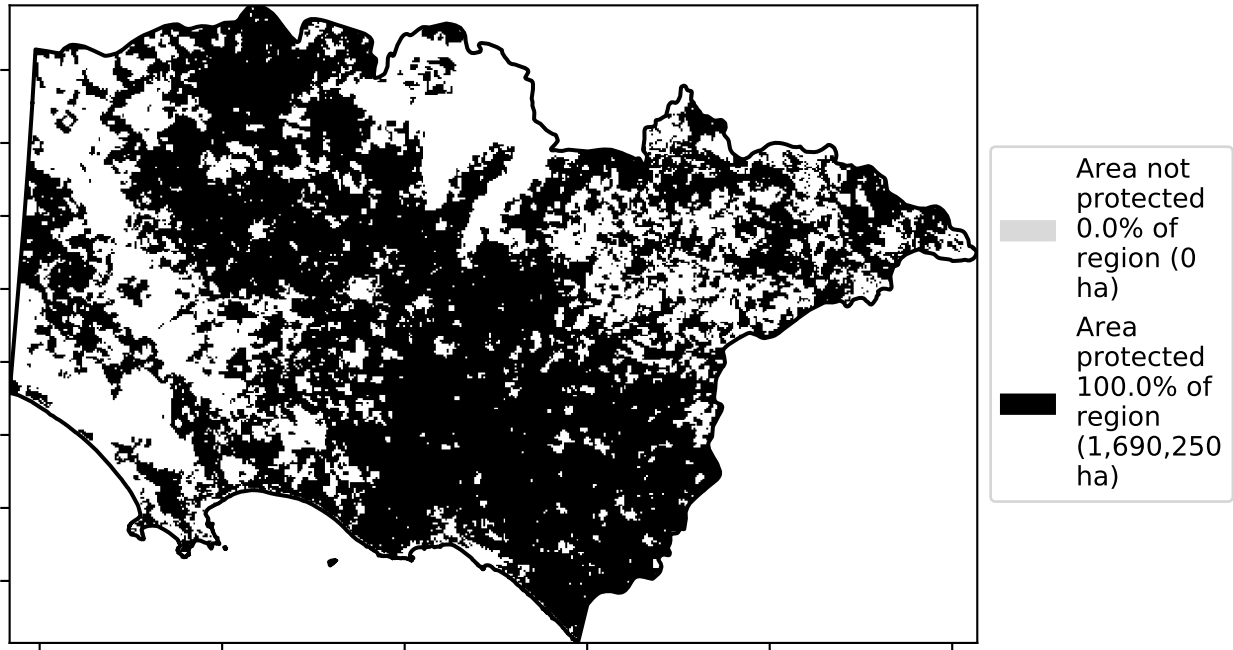 Area not
protected
0.0% of
region (0
ha)
Area
protected
100.0% of
region
(1,690,250
ha)